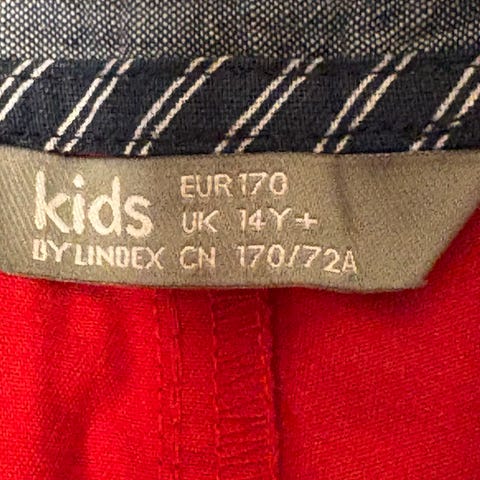 kids
BY LINDEX
EUR 170
UK 14Y+
CN 170/72A